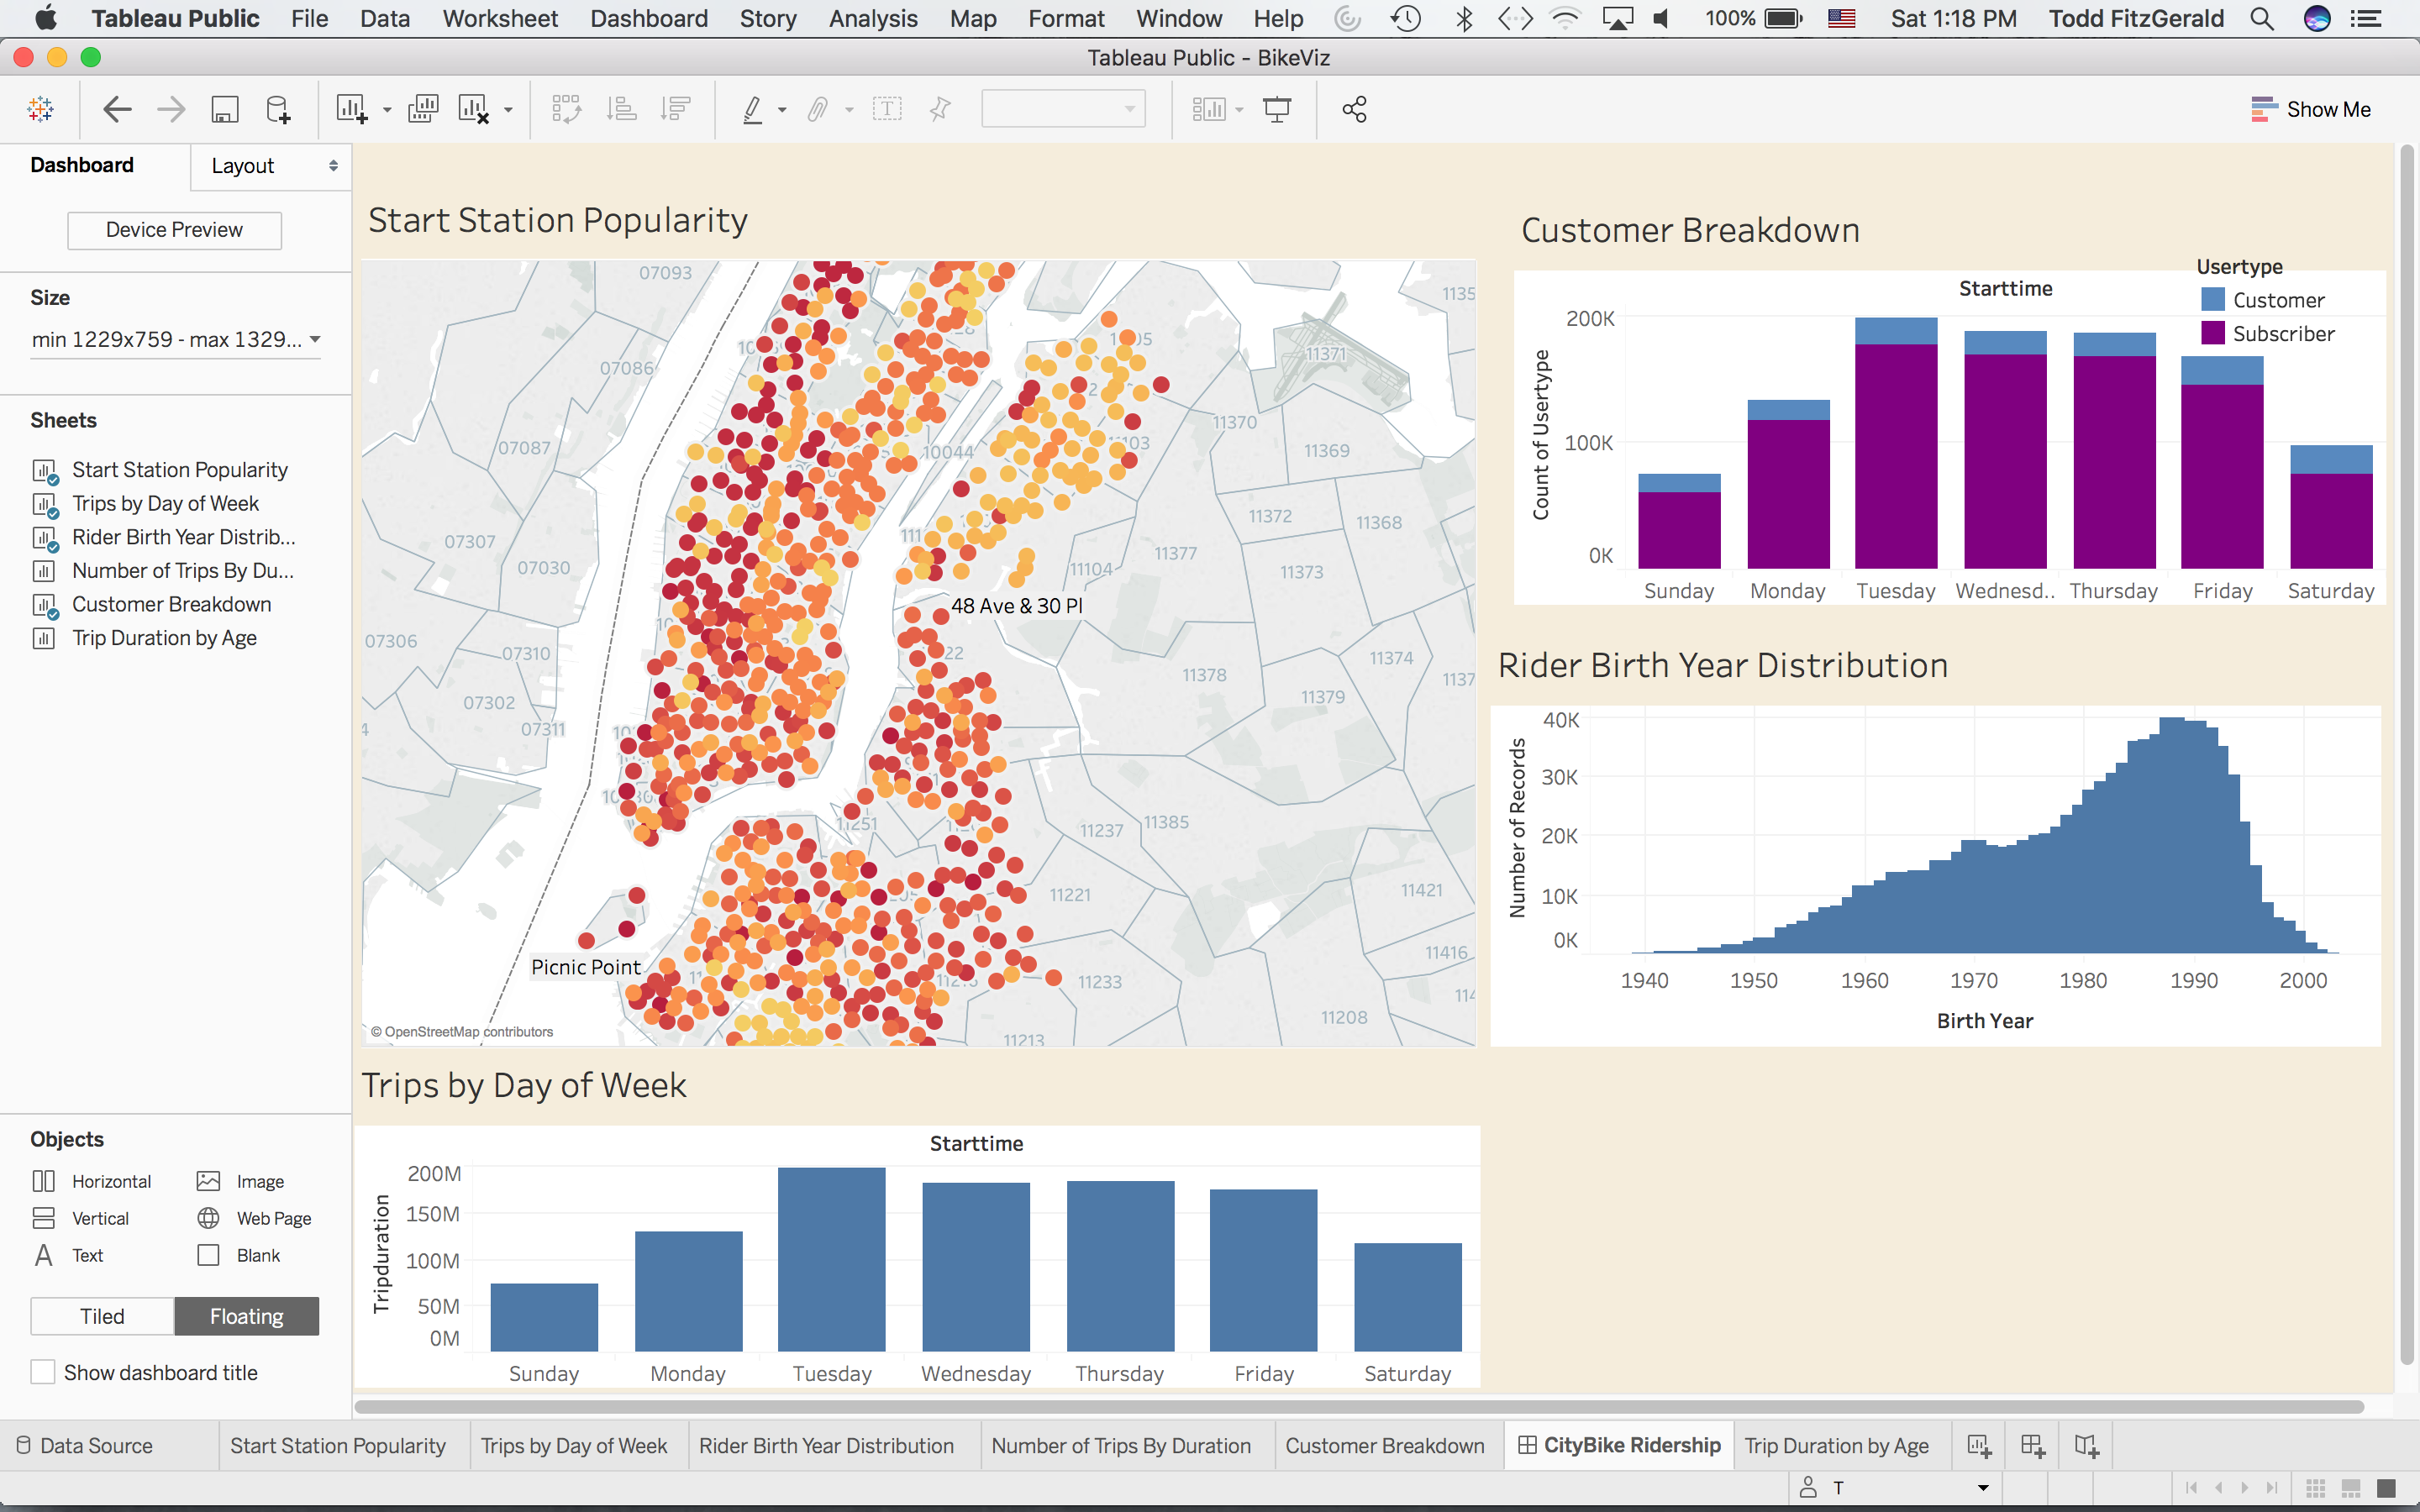 Tableau Public File Data Worksheet Dashboard Story Analysis Map Format Window Help 100% Sat 1:18 PM Todd FitzGerald
Tableau Public - BikeViz
Show Me
Dashboard
Layout
Device Preview
Size
min 1229x759 - max 1329...
Sheets
Start Station Popularity
Trips by Day of Week
Rider Birth Year Distrib...
Number of Trips By Du...
Customer Breakdown
Trip Duration by Age
Objects
Horizontal Image
Vertical Web Page
Text Blank
Tiled Floating
Show dashboard title
Start Station Popularity
07093
07086
07087
07307
07030
07306
07310
07302
07311
10044
11371
11370
11369
11372
11368
11377
11373
11104
48 Ave & 30 Pl
11374
11378
11379
11251
11237
11385
11221
11421
11416
11233
11208
11213
Picnic Point
© OpenStreetMap contributors
Customer Breakdown
Usertype
Customer
Subscriber
Starttime
Count of Usertype
200K
100K
0K
Sunday Monday Tuesday Wednesd.. Thursday Friday Saturday
Rider Birth Year Distribution
Number of Records
40K
30K
20K
10K
0K
1940 1950 1960 1970 1980 1990 2000
Birth Year
Trips by Day of Week
Starttime
Tripduration
200M
150M
100M
50M
0M
Sunday Monday Tuesday Wednesday Thursday Friday Saturday
Data Source Start Station Popularity Trips by Day of Week Rider Birth Year Distribution Number of Trips By Duration Customer Breakdown CityBike Ridership Trip Duration by Age
T